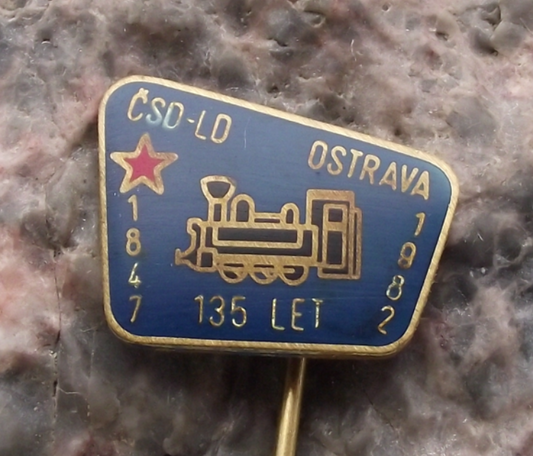 ČSD-LD
OSTRAVA
1847
1982
135 LET